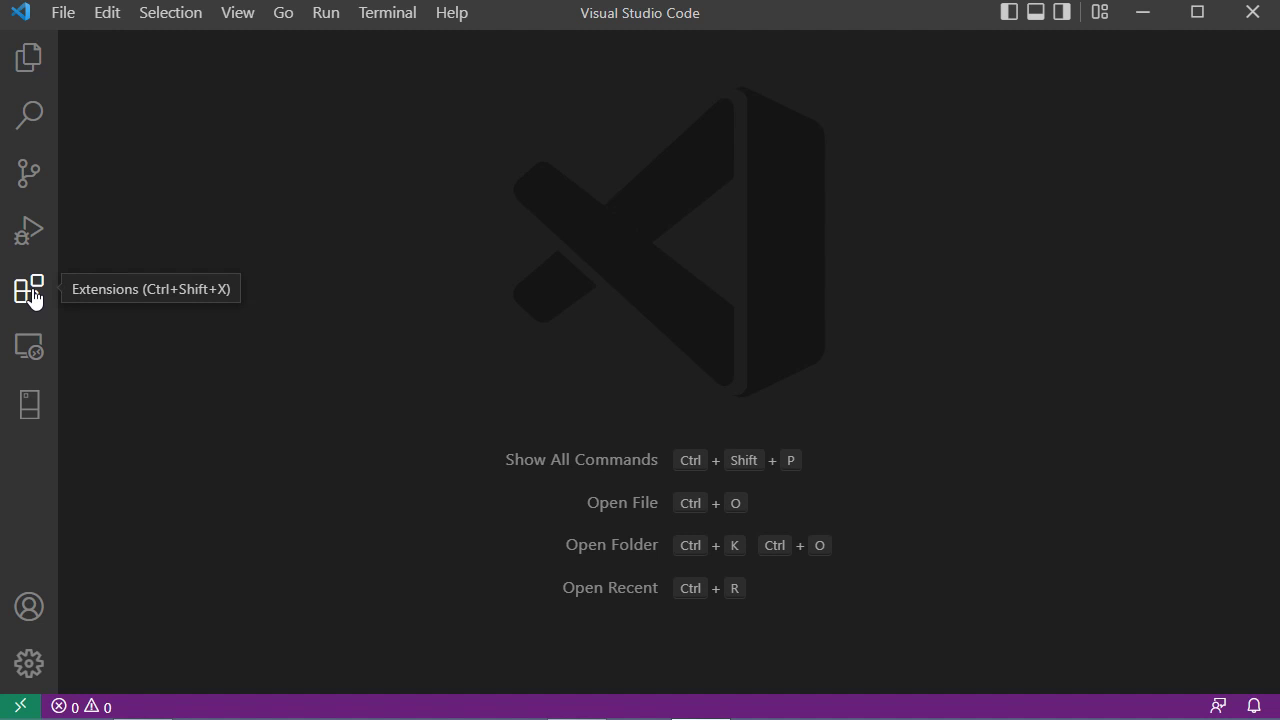 File Edit Selection View Go Run Terminal Help Visual Studio Code
Extensions (Ctrl+Shift+X)
Show All Commands Ctrl + Shift + P
Open File Ctrl + O
Open Folder Ctrl + K Ctrl + O
Open Recent Ctrl + R
0 0